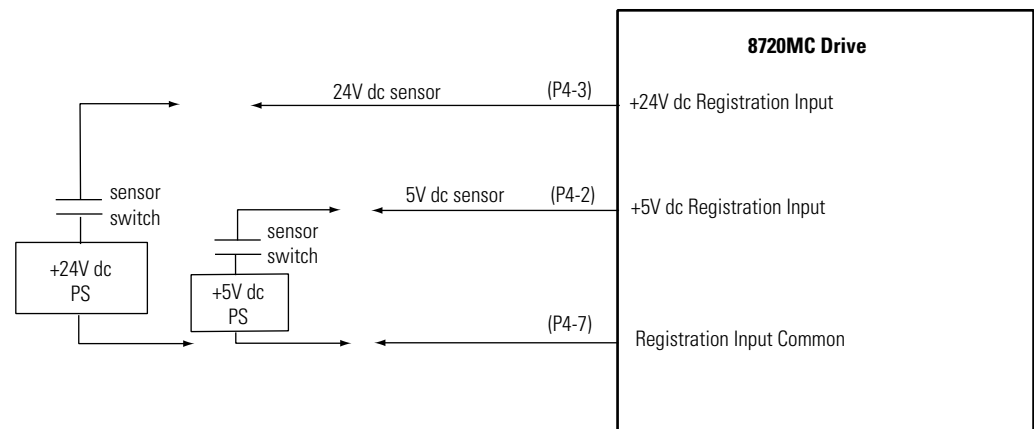 8720MC Drive
24V dc sensor
(P4-3)
+24V dc Registration Input
sensor
switch
5V dc sensor
(P4-2)
+5V dc Registration Input
sensor
switch
+24V dc
PS
+5V dc
PS
(P4-7)
Registration Input Common